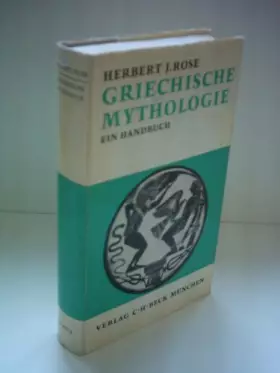 HERBERT J. ROSE
GRIECHISCHE
MYTHOLOGIE
EIN HANDBUCH
VERLAG C·H·BECK MÜNCHEN